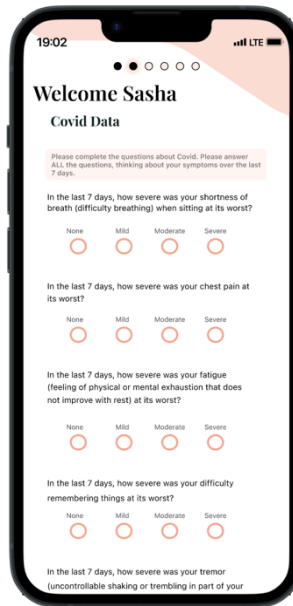 19:02
LTE
Welcome Sasha
Covid Data
Please complete the questions about Covid. Please answer
ALL the questions, thinking about your symptoms over the last
7 days.
In the last 7 days, how severe was your shortness of
breath (difficulty breathing) when sitting at its worst?
None Mild Moderate Severe
In the last 7 days, how severe was your chest pain at
its worst?
None Mild Moderate Severe
In the last 7 days, how severe was your fatigue
(feeling of physical or mental exhaustion that does
not improve with rest) at its worst?
None Mild Moderate Severe
In the last 7 days, how severe was your difficulty
remembering things at its worst?
None Mild Moderate Severe
In the last 7 days, how severe was your tremor
(uncontrollable shaking or trembling in part of your